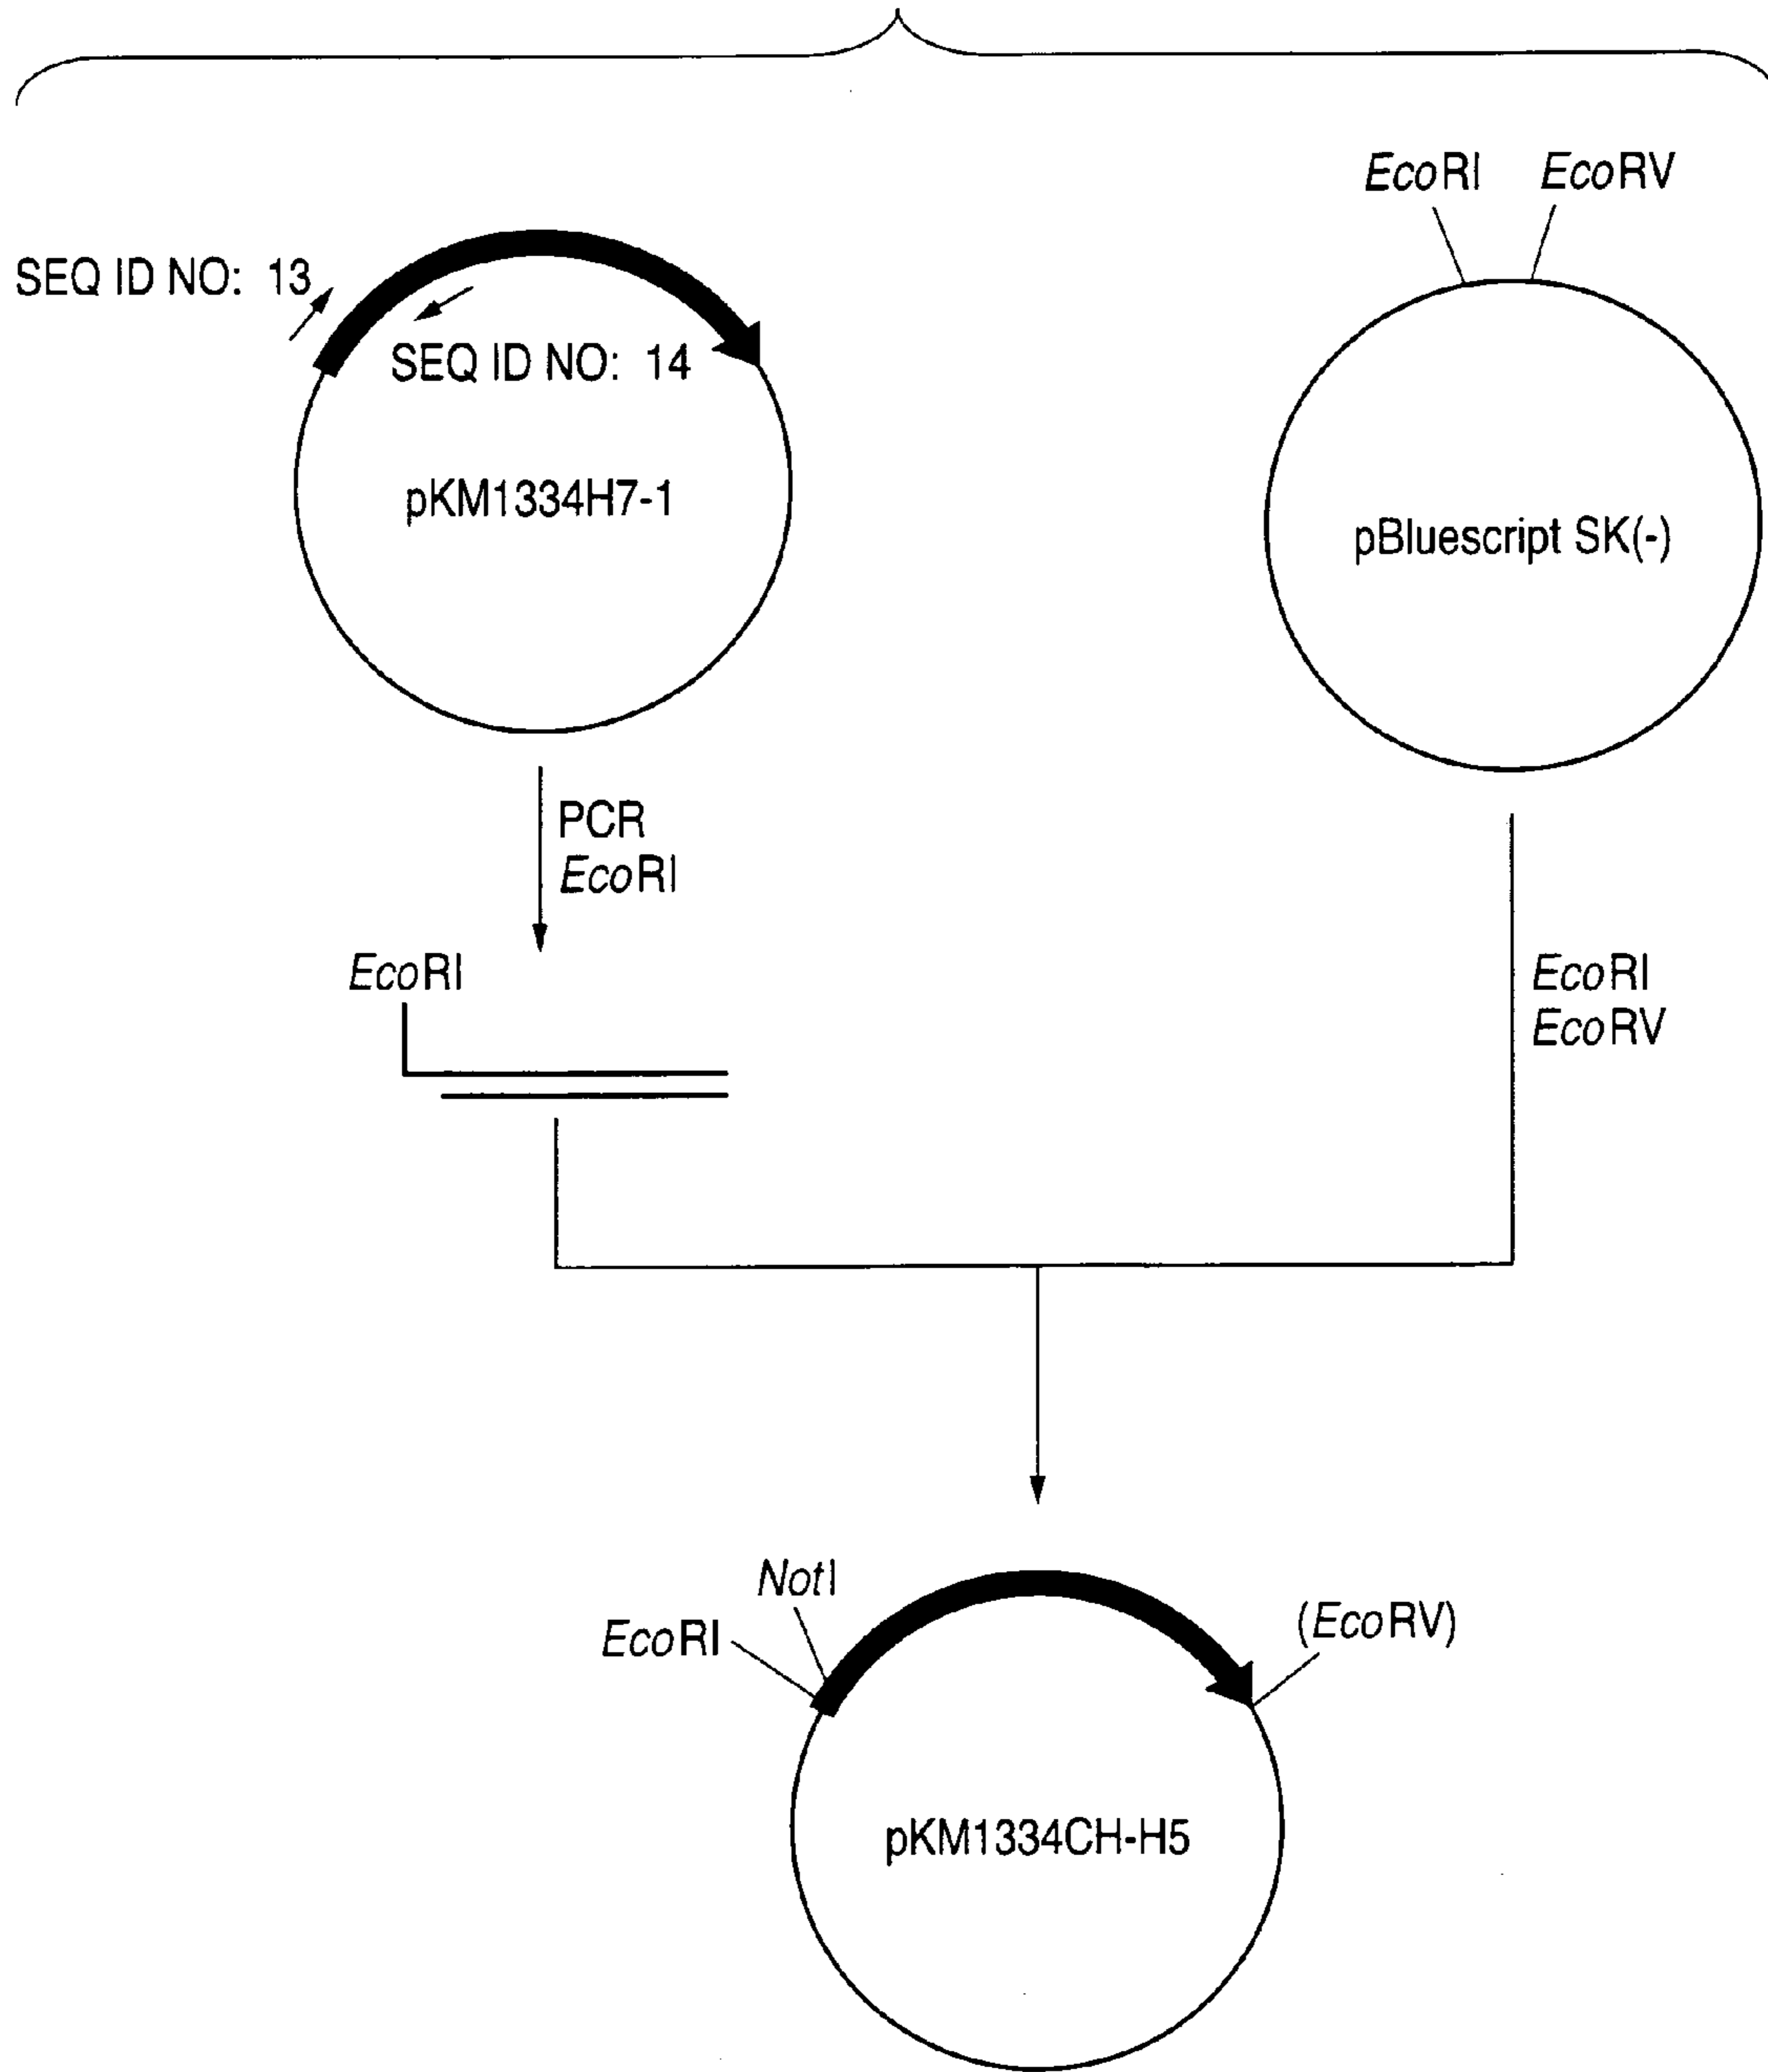 EcoRI EcoRV
SEQ ID NO: 13
SEQ ID NO: 14
pKM1334H7-1
pBluescript SK(-)
PCR
EcoRI
EcoRI
EcoRI
EcoRV
NotI
EcoRI
(EcoRV)
pKM1334CH-H5